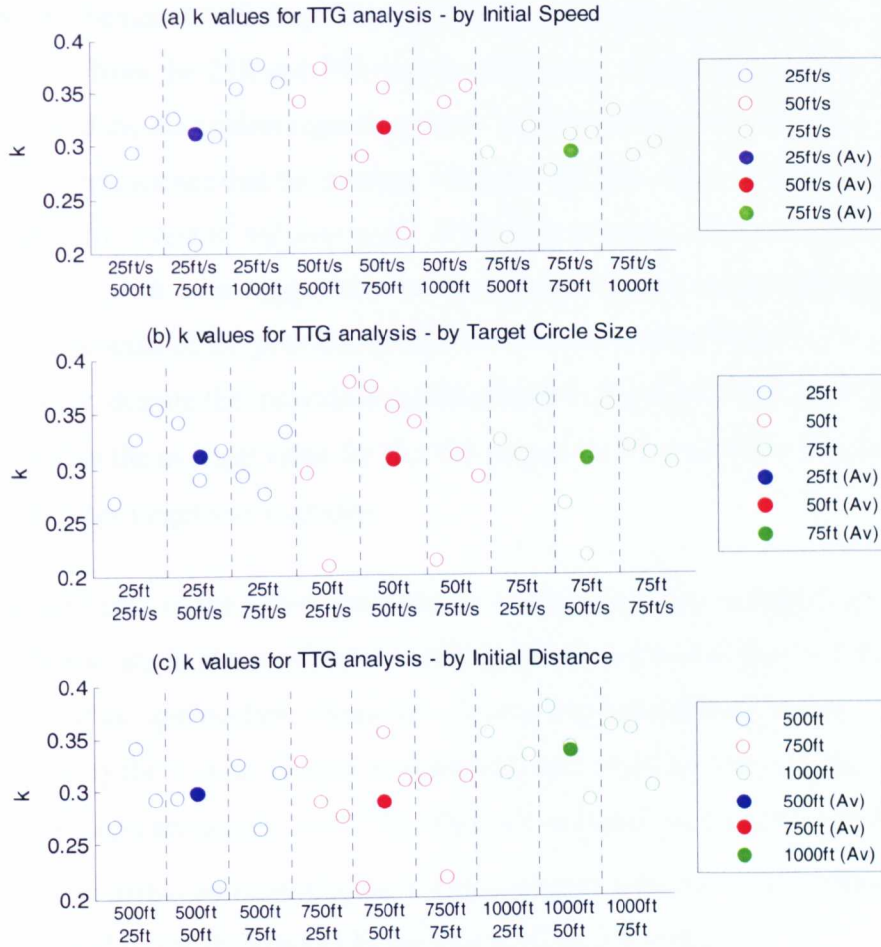 (a) k values for TTG analysis - by Initial Speed
0.4
0.35
0.3
0.25
0.2
k
25ft/s 25ft/s 25ft/s 50ft/s 50ft/s 50ft/s 75ft/s 75ft/s 75ft/s
500ft 750ft 1000ft 500ft 750ft 1000ft 500ft 750ft 1000ft
25ft/s
50ft/s
75ft/s
25ft/s (Av)
50ft/s (Av)
75ft/s (Av)
(b) k values for TTG analysis - by Target Circle Size
0.4
0.35
0.3
0.25
0.2
k
25ft 25ft 25ft 50ft 50ft 50ft 75ft 75ft 75ft
25ft/s 50ft/s 75ft/s 25ft/s 50ft/s 75ft/s 25ft/s 50ft/s 75ft/s
25ft
50ft
75ft
25ft (Av)
50ft (Av)
75ft (Av)
(c) k values for TTG analysis - by Initial Distance
0.4
0.35
0.3
0.25
0.2
k
500ft 500ft 500ft 750ft 750ft 750ft 1000ft 1000ft 1000ft
25ft 50ft 75ft 25ft 50ft 75ft 25ft 50ft 75ft
500ft
750ft
1000ft
500ft (Av)
750ft (Av)
1000ft (Av)